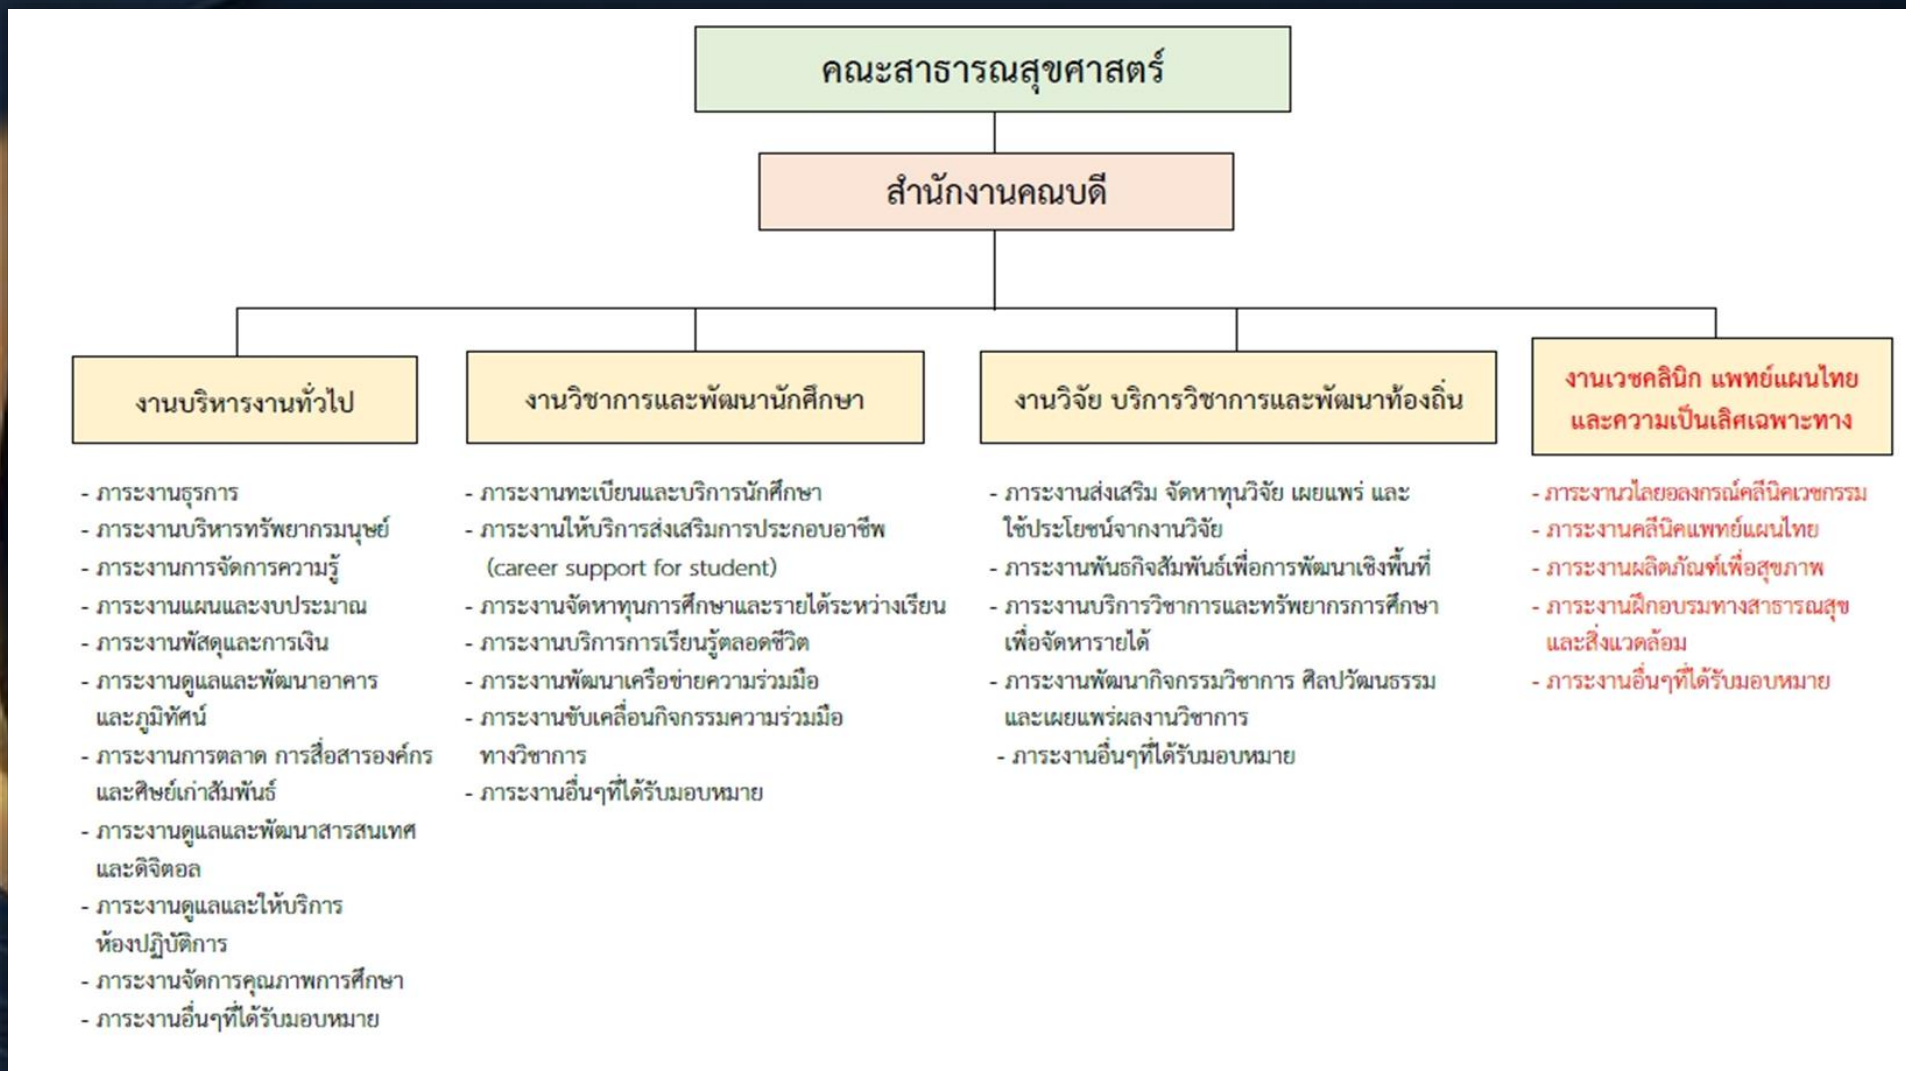 คณะสาธารณสุขศาสตร์
สำนักงานคณบดี
งานบริหารงานทั่วไป
- ภาระงานธุรการ
- ภาระงานบริหารทรัพยากรมนุษย์
- ภาระงานการจัดการความรู้
- ภาระงานแผนและงบประมาณ
- ภาระงานพัสดุและการเงิน
- ภาระงานดูแลและพัฒนาอาคาร
และภูมิทัศน์
- ภาระงานการตลาด การสื่อสารองค์กร
และศิษย์เก่าสัมพันธ์
- ภาระงานดูแลและพัฒนาสารสนเทศ
และดิจิตอล
- ภาระงานดูแลและให้บริการ
ห้องปฏิบัติการ
- ภาระงานจัดการคุณภาพการศึกษา
- ภาระงานอื่นๆที่ได้รับมอบหมาย
งานวิชาการและพัฒนานักศึกษา
- ภาระงานทะเบียนและบริการนักศึกษา
- ภาระงานให้บริการส่งเสริมการประกอบอาชีพ
(career support for student)
- ภาระงานจัดหาทุนการศึกษาและรายได้ระหว่างเรียน
- ภาระงานบริการการเรียนรู้ตลอดชีวิต
- ภาระงานพัฒนาเครือข่ายความร่วมมือ
- ภาระงานขับเคลื่อนกิจกรรมความร่วมมือ
ทางวิชาการ
- ภาระงานอื่นๆที่ได้รับมอบหมาย
งานวิจัย บริการวิชาการและพัฒนาท้องถิ่น
- ภาระงานส่งเสริม จัดหาทุนวิจัย เผยแพร่ และ
ใช้ประโยชน์จากงานวิจัย
- ภาระงานพันธกิจสัมพันธ์เพื่อการพัฒนาเชิงพื้นที่
- ภาระงานบริการวิชาการและทรัพยากรการศึกษา
เพื่อจัดหารายได้
- ภาระงานพัฒนากิจกรรมวิชาการ ศิลปวัฒนธรรม
และเผยแพร่ผลงานวิชาการ
- ภาระงานอื่นๆที่ได้รับมอบหมาย
งานเวชคลินิก แพทย์แผนไทย
และความเป็นเลิศเฉพาะทาง
- ภาระงานวไลยอลงกรณ์คลีนิคเวชกรรม
- ภาระงานคลีนิคแพทย์แผนไทย
- ภาระงานผลิตภัณฑ์เพื่อสุขภาพ
- ภาระงานฝึกอบรมทางสาธารณสุข
และสิ่งแวดล้อม
- ภาระงานอื่นๆที่ได้รับมอบหมาย